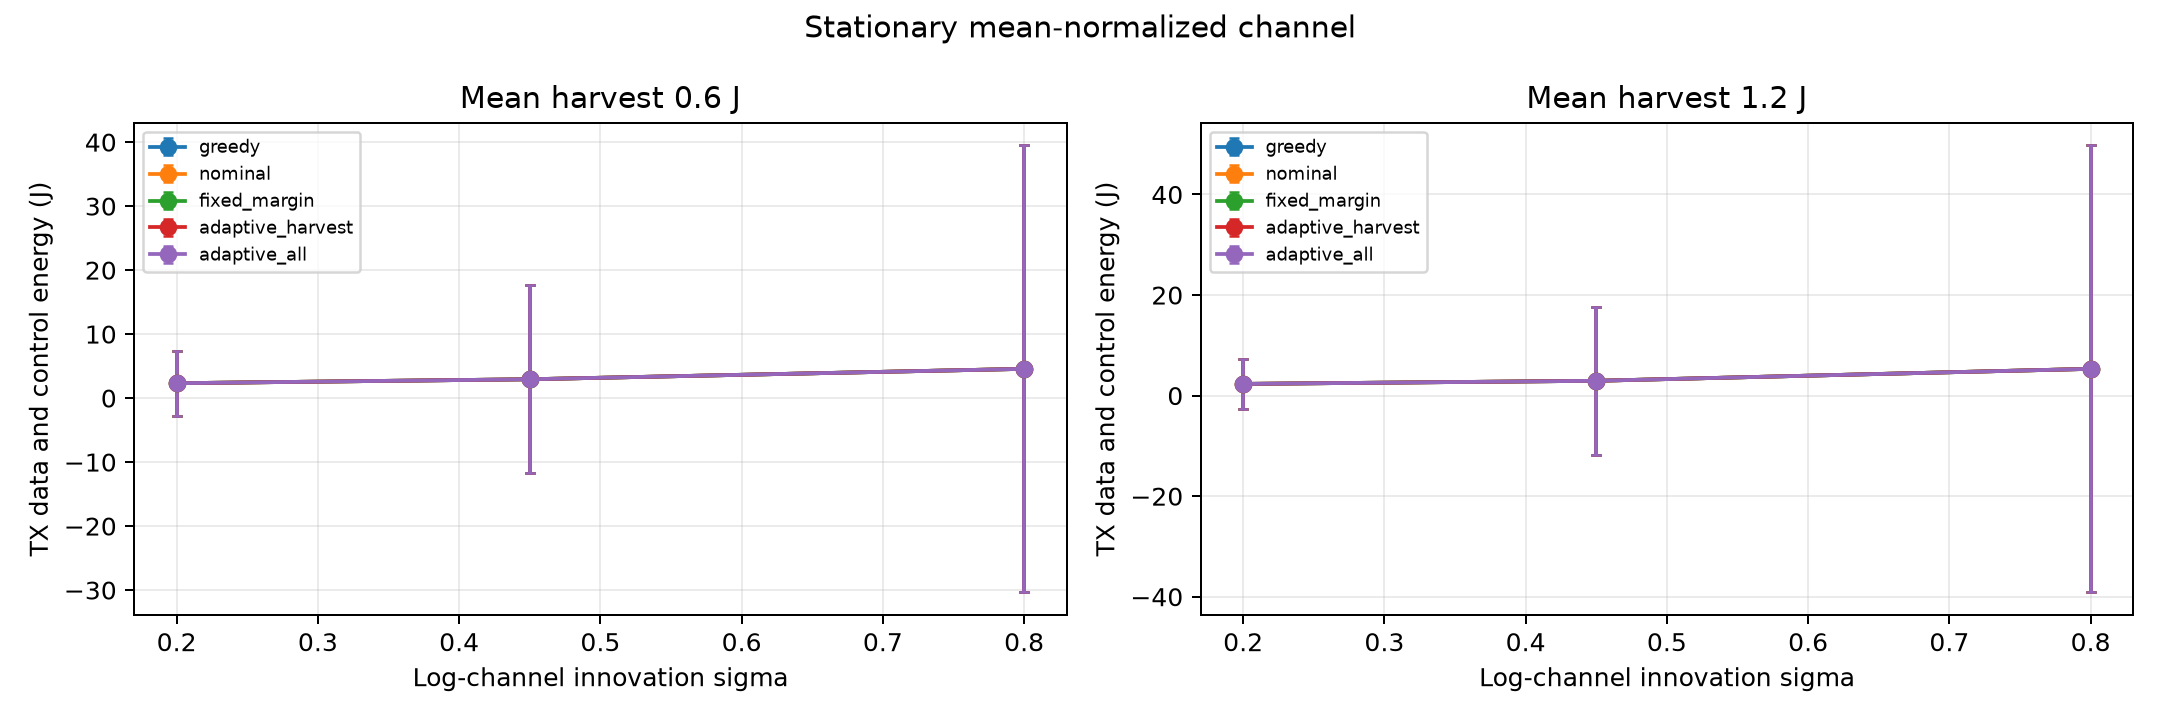 Stationary mean-normalized channel
Mean harvest 0.6 J
TX data and control energy (J)
40
30
20
10
0
−10
−20
−30
greedy
nominal
fixed_margin
adaptive_harvest
adaptive_all
0.2 0.3 0.4 0.5 0.6 0.7 0.8
Log-channel innovation sigma
Mean harvest 1.2 J
TX data and control energy (J)
40
20
0
−20
−40
greedy
nominal
fixed_margin
adaptive_harvest
adaptive_all
0.2 0.3 0.4 0.5 0.6 0.7 0.8
Log-channel innovation sigma